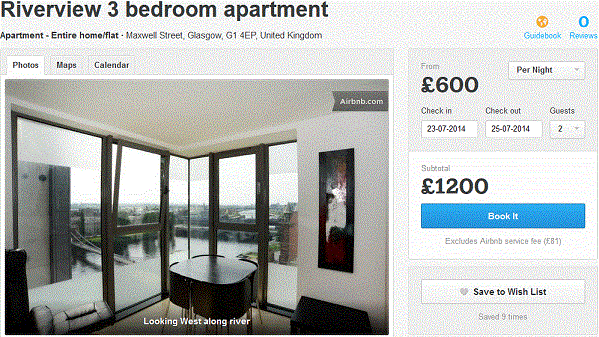 Riverview 3 bedroom apartment
Apartment - Entire home/flat · Maxwell Street, Glasgow, G1 4EP, United Kingdom
Guidebook
0
Reviews
Photos
Maps
Calendar
Airbnb.com
Looking West along river
From
£600
Per Night
Check in
Check out
Guests
23-07-2014
25-07-2014
2
Subtotal
£1200
Book It
Excludes Airbnb service fee (£81)
Save to Wish List
Saved 9 times